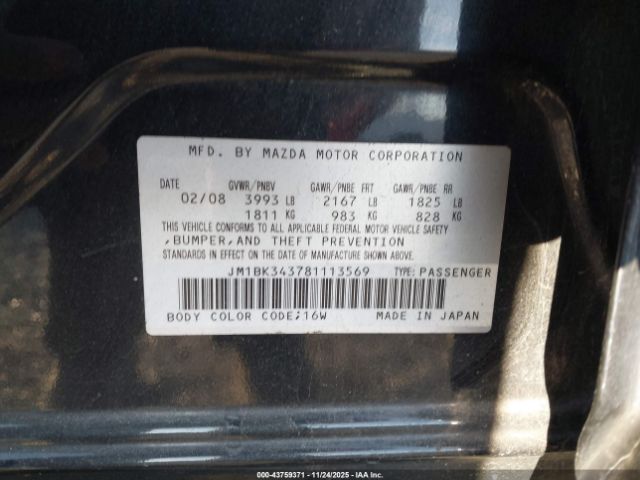 MFD. BY MAZDA MOTOR CORPORATION
DATE GVWR/PNBV GAWR/PNBE FRT GAWR/PNBE RR
02/08 3993 LB 2167 LB 1825 LB
1811 KG 983 KG 828 KG
THIS VEHICLE CONFORMS TO ALL APPLICABLE FEDERAL MOTOR VEHICLE SAFETY
,BUMPER,AND THEFT PREVENTION
STANDARDS IN EFFECT ON THE DATE OF MANUFACTURE SHOWN ABOVE.
JM1BK343781113569 TYPE:PASSENGER
BODY COLOR CODE:16W MADE IN JAPAN
000-43759371 - 11/24/2025 - IAAI, Inc.